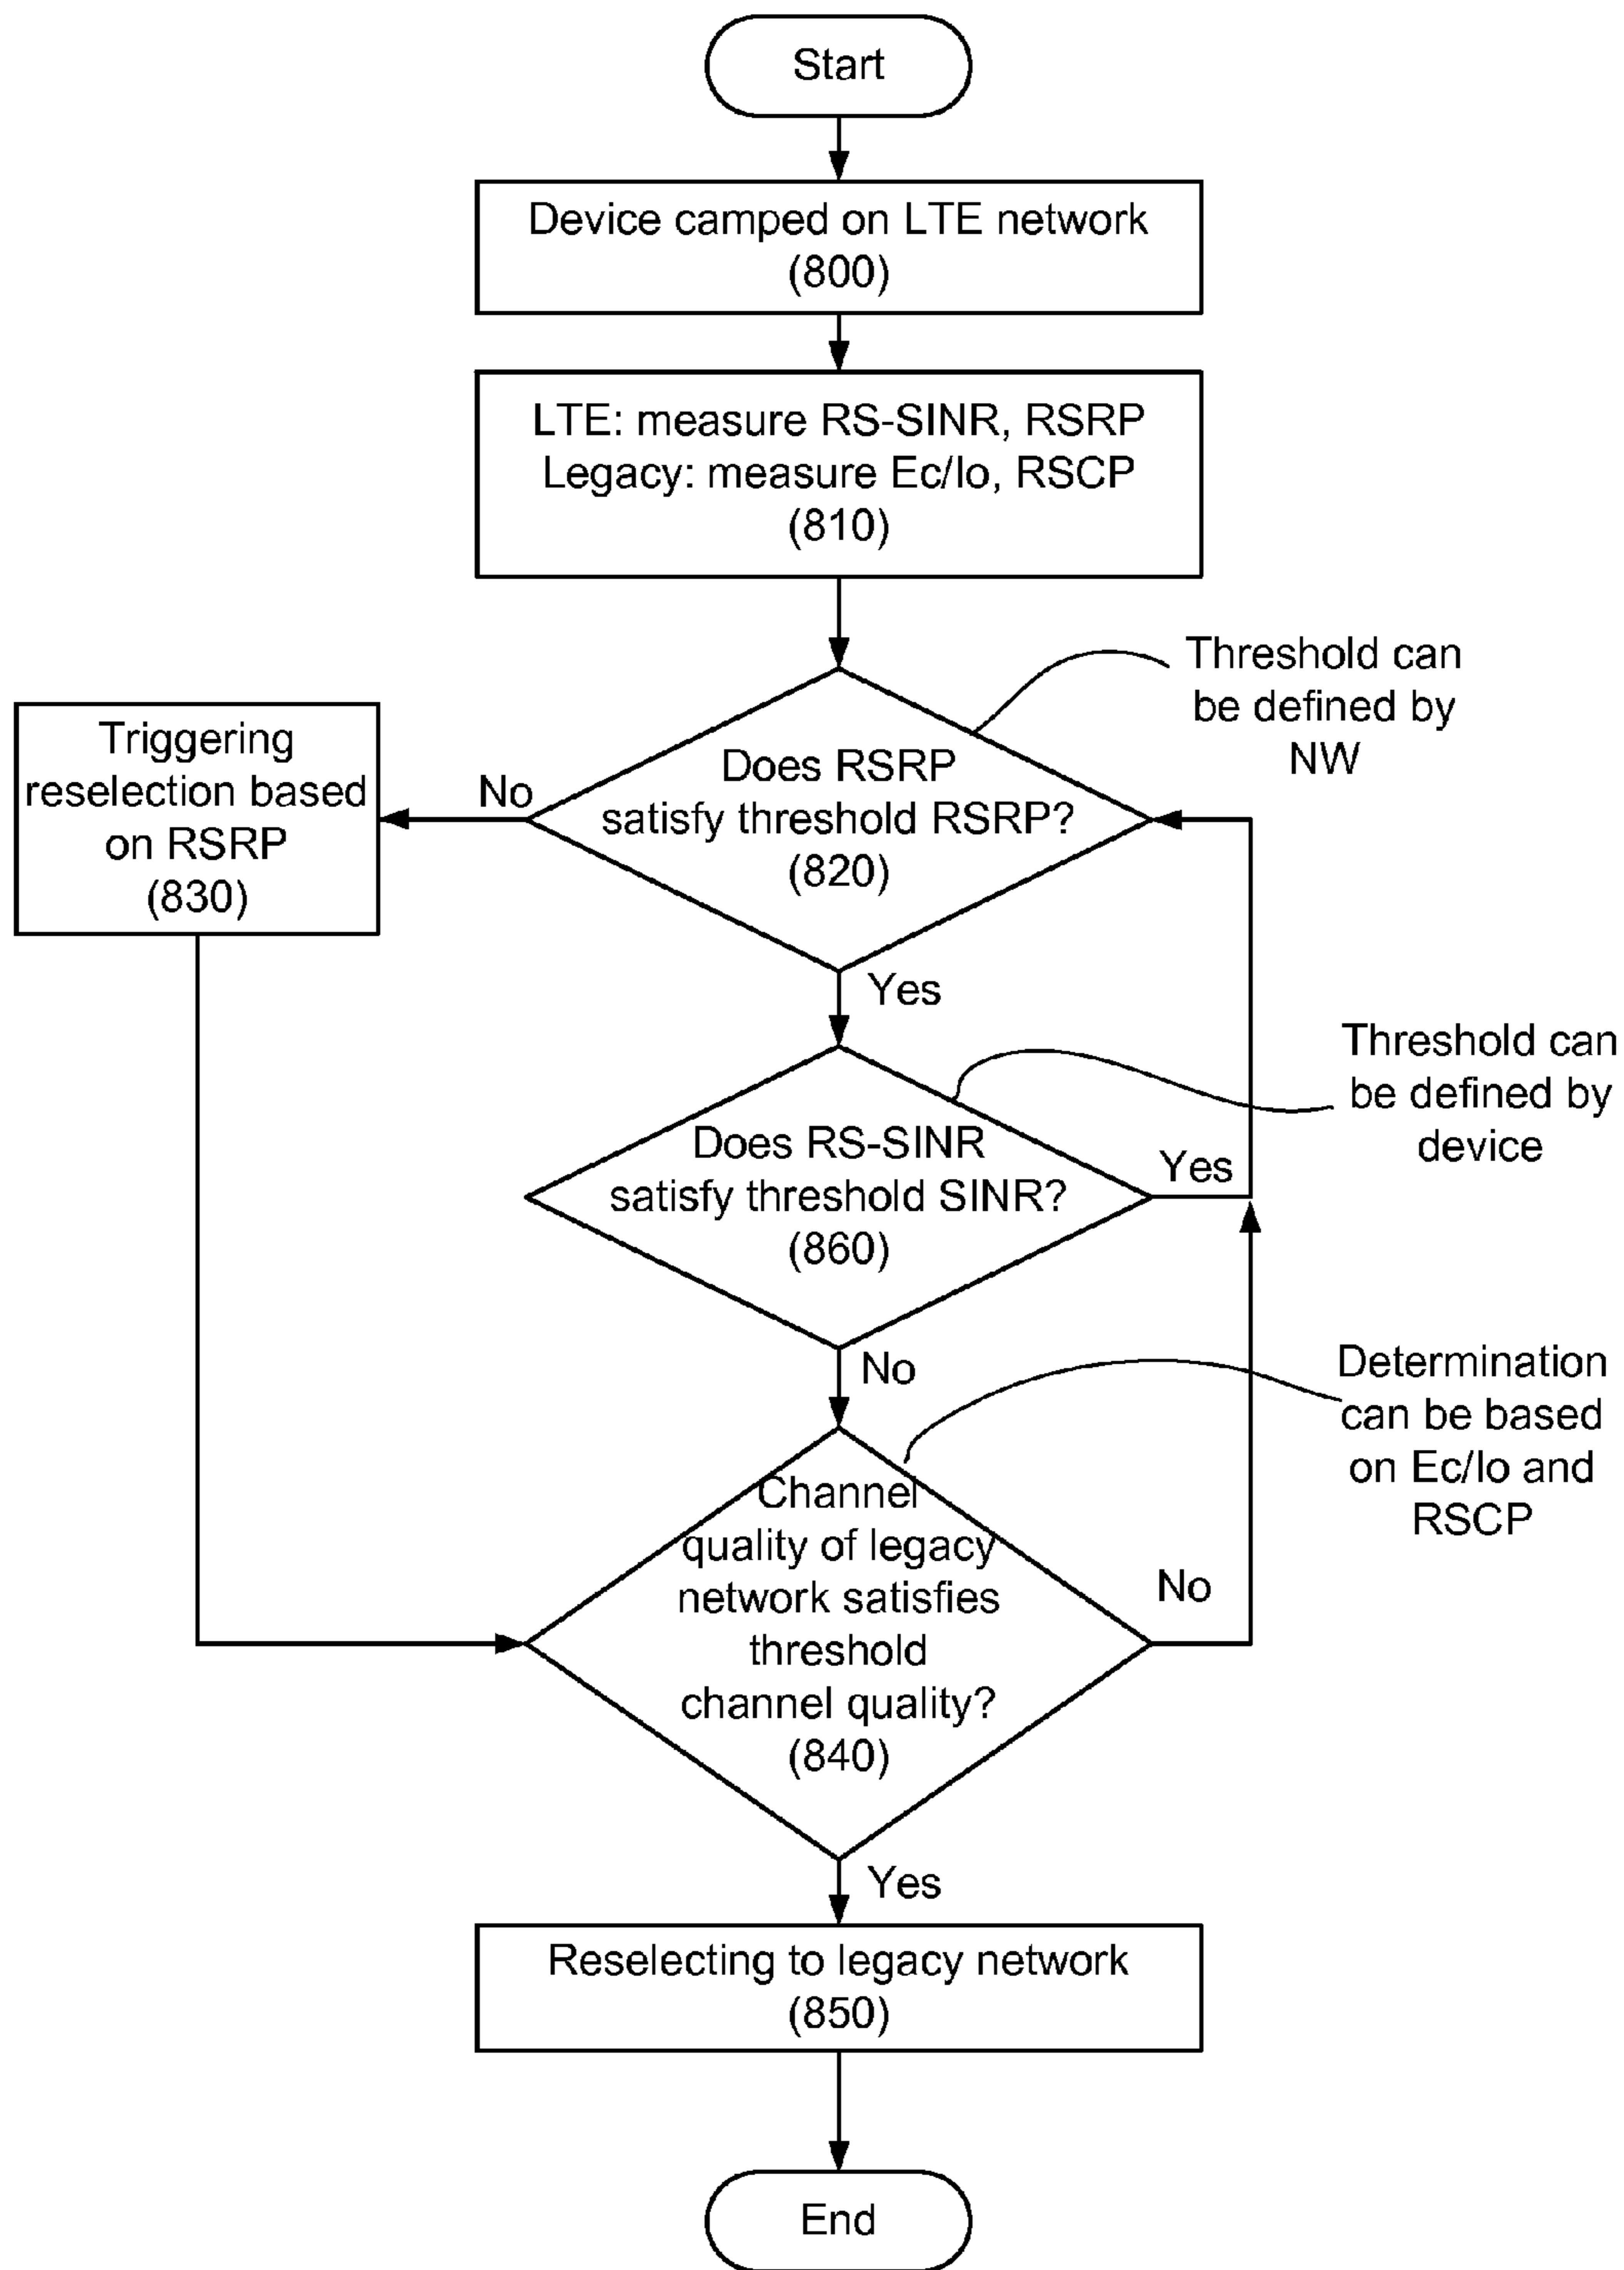 Start
Device camped on LTE network
(800)
LTE: measure RS-SINR, RSRP
Legacy: measure Ec/Io, RSCP
(810)
Threshold can
be defined by
NW
Triggering
reselection based
on RSRP
(830)
No
Does RSRP
satisfy threshold RSRP?
(820)
Yes
Threshold can
be defined by
device
Does RS-SINR
satisfy threshold SINR?
(860)
Yes
No
Determination
can be based
on Ec/Io and
RSCP
Channel
quality of legacy
network satisfies
threshold
channel quality?
(840)
No
Yes
Reselecting to legacy network
(850)
End